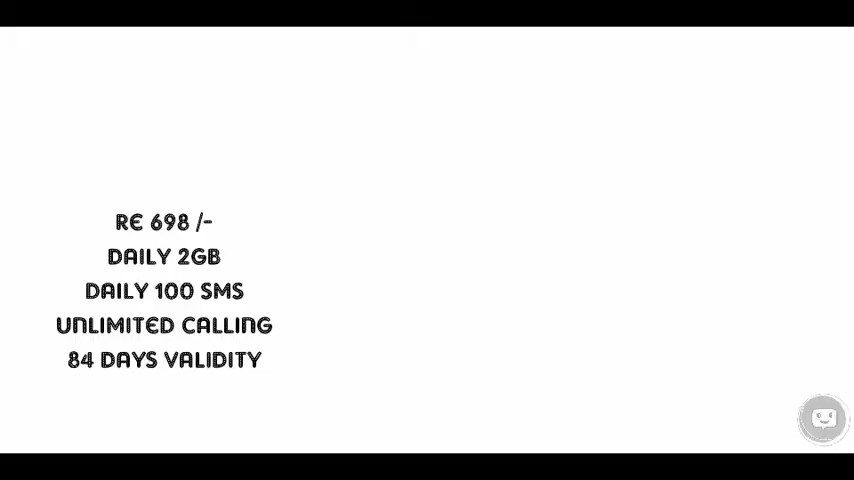 RE 698 /-
DAILY 2GB
DAILY 100 SMS
UNLIMITED CALLING
84 DAYS VALIDITY